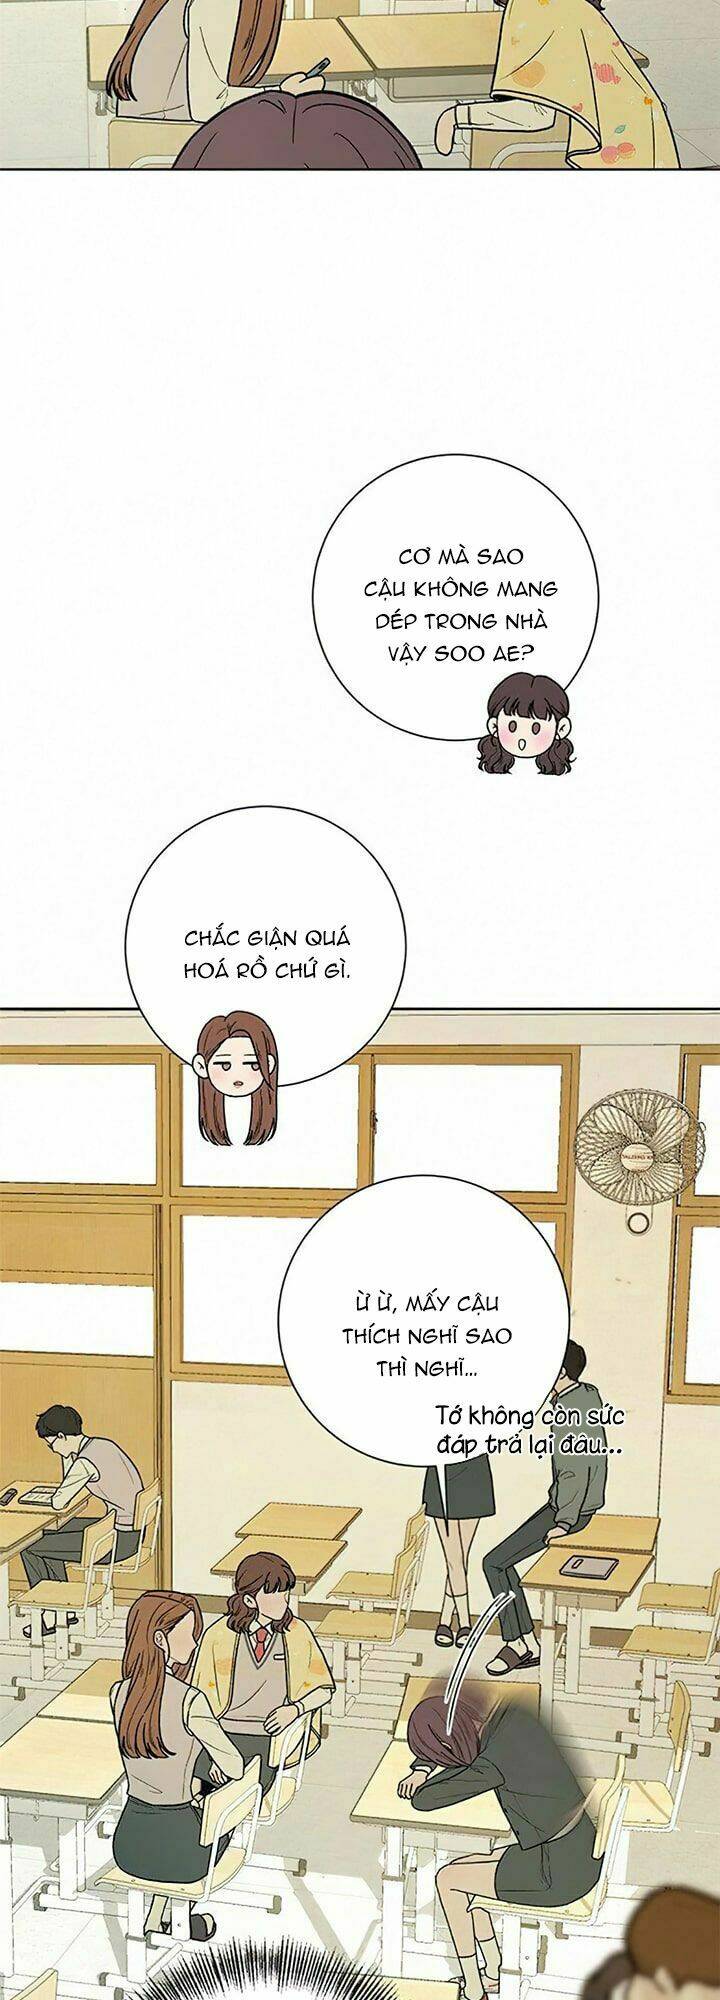 CƠ MÀ SAO
CẬU KHÔNG MANG
DÉP TRONG NHÀ
VẬY SOO AE?
CHẮC GIẬN QUÁ
HOÁ RỒ CHỨ GÌ.
Ừ Ừ, MẤY CẬU
THÍCH NGHĨ SAO
THÌ NGHĨ...
Tớ không còn sức
đáp trả lại đâu...